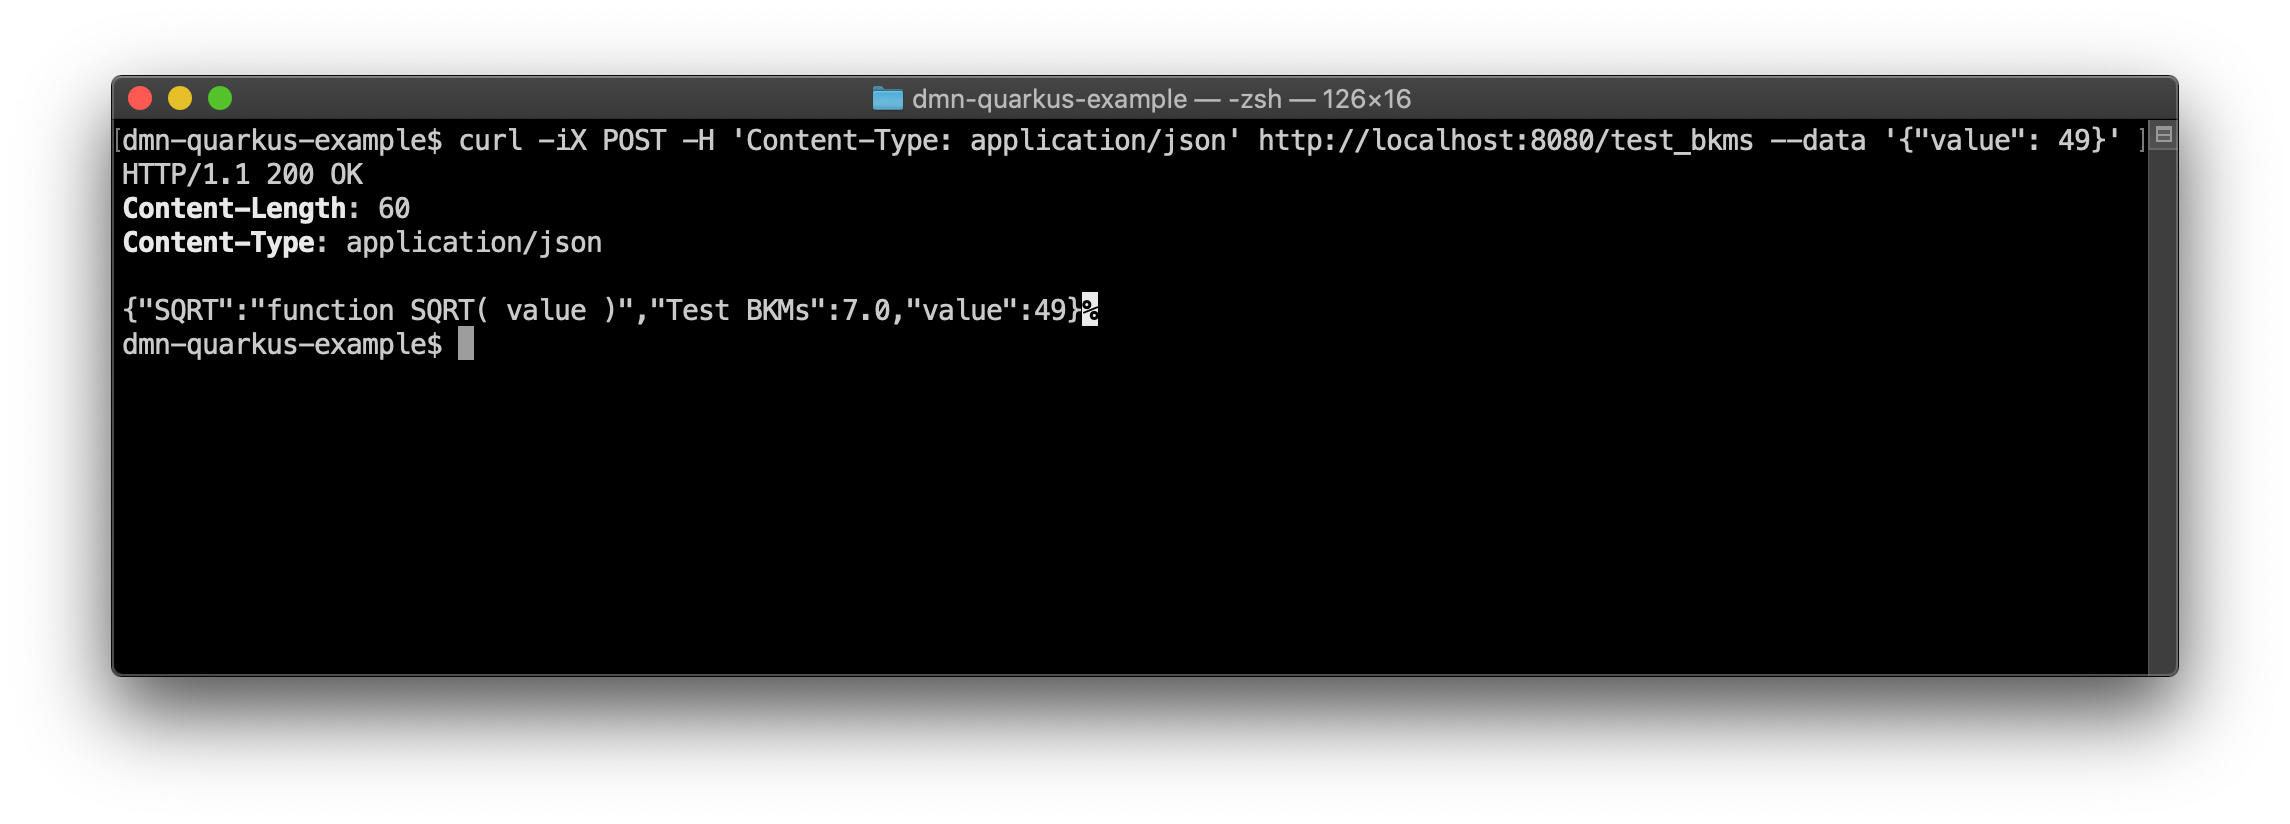 dmn-quarkus-example — -zsh — 126×16
[dmn-quarkus-example$ curl -iX POST -H 'Content-Type: application/json' http://localhost:8080/test_bkms --data '{"value": 49}' ]
HTTP/1.1 200 OK
Content-Length: 60
Content-Type: application/json

{"SQRT":"function SQRT( value )","Test BKMs":7.0,"value":49}%
dmn-quarkus-example$